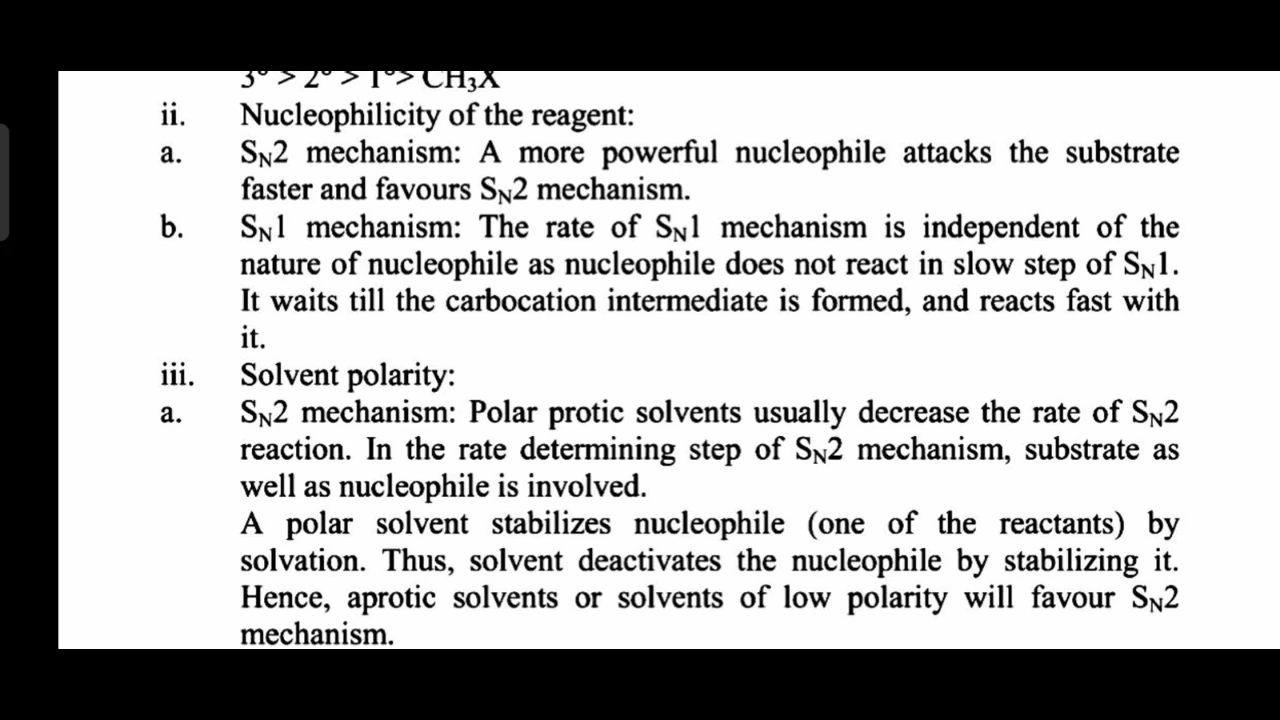 3° > 2° > 1° > CH₃X
ii. Nucleophilicity of the reagent:
a. Sₙ2 mechanism: A more powerful nucleophile attacks the substrate
faster and favours Sₙ2 mechanism.
b. Sₙ1 mechanism: The rate of Sₙ1 mechanism is independent of the
nature of nucleophile as nucleophile does not react in slow step of Sₙ1.
It waits till the carbocation intermediate is formed, and reacts fast with
it.
iii. Solvent polarity:
a. Sₙ2 mechanism: Polar protic solvents usually decrease the rate of Sₙ2
reaction. In the rate determining step of Sₙ2 mechanism, substrate as
well as nucleophile is involved.
A polar solvent stabilizes nucleophile (one of the reactants) by
solvation. Thus, solvent deactivates the nucleophile by stabilizing it.
Hence, aprotic solvents or solvents of low polarity will favour Sₙ2
mechanism.